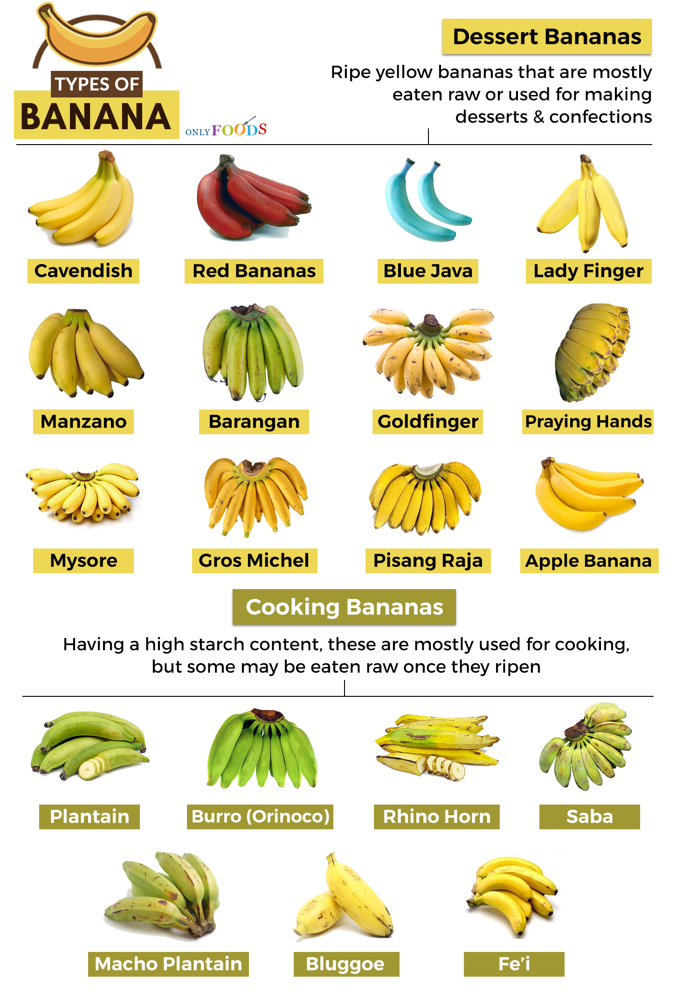 TYPES OF
BANANA
ONLY FOODS
Dessert Bananas
Ripe yellow bananas that are mostly
eaten raw or used for making
desserts & confections
Cavendish
Red Bananas
Blue Java
Lady Finger
Manzano
Barangan
Goldfinger
Praying Hands
Mysore
Gros Michel
Pisang Raja
Apple Banana
Cooking Bananas
Having a high starch content, these are mostly used for cooking,
but some may be eaten raw once they ripen
Plantain
Burro (Orinoco)
Rhino Horn
Saba
Macho Plantain
Bluggoe
Fe’i